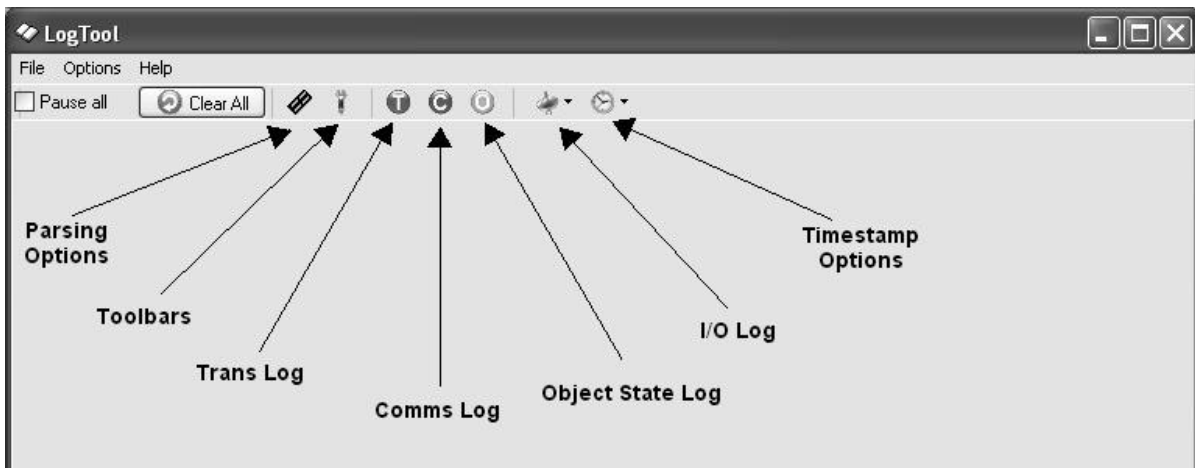 LogTool
File Options Help
Pause all Clear All T C O
Parsing
Options
Timestamp
Options
Toolbars
I/O Log
Trans Log
Object State Log
Comms Log